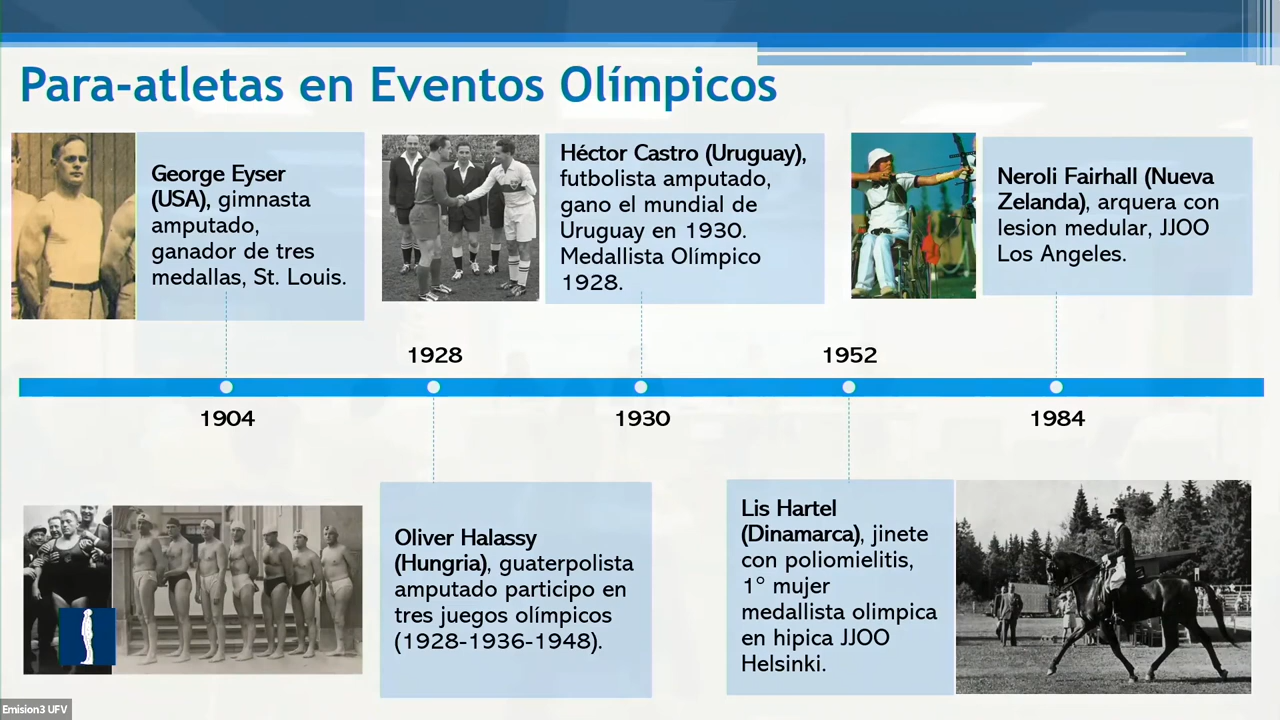 Para-atletas en Eventos Olímpicos
George Eyser
(USA), gimnasta
amputado,
ganador de tres
medallas, St. Louis.
Héctor Castro (Uruguay),
futbolista amputado,
gano el mundial de
Uruguay en 1930.
Medallista Olímpico
1928.
Neroli Fairhall (Nueva
Zelanda), arquera con
lesion medular, JJOO
Los Angeles.
1928
1952
1904
1930
1984
Oliver Halassy
(Hungria), guaterpolista
amputado participo en
tres juegos olímpicos
(1928-1936-1948).
Lis Hartel
(Dinamarca), jinete
con poliomielitis,
1° mujer
medallista olimpica
en hipica JJOO
Helsinki.
Emision3 UFV